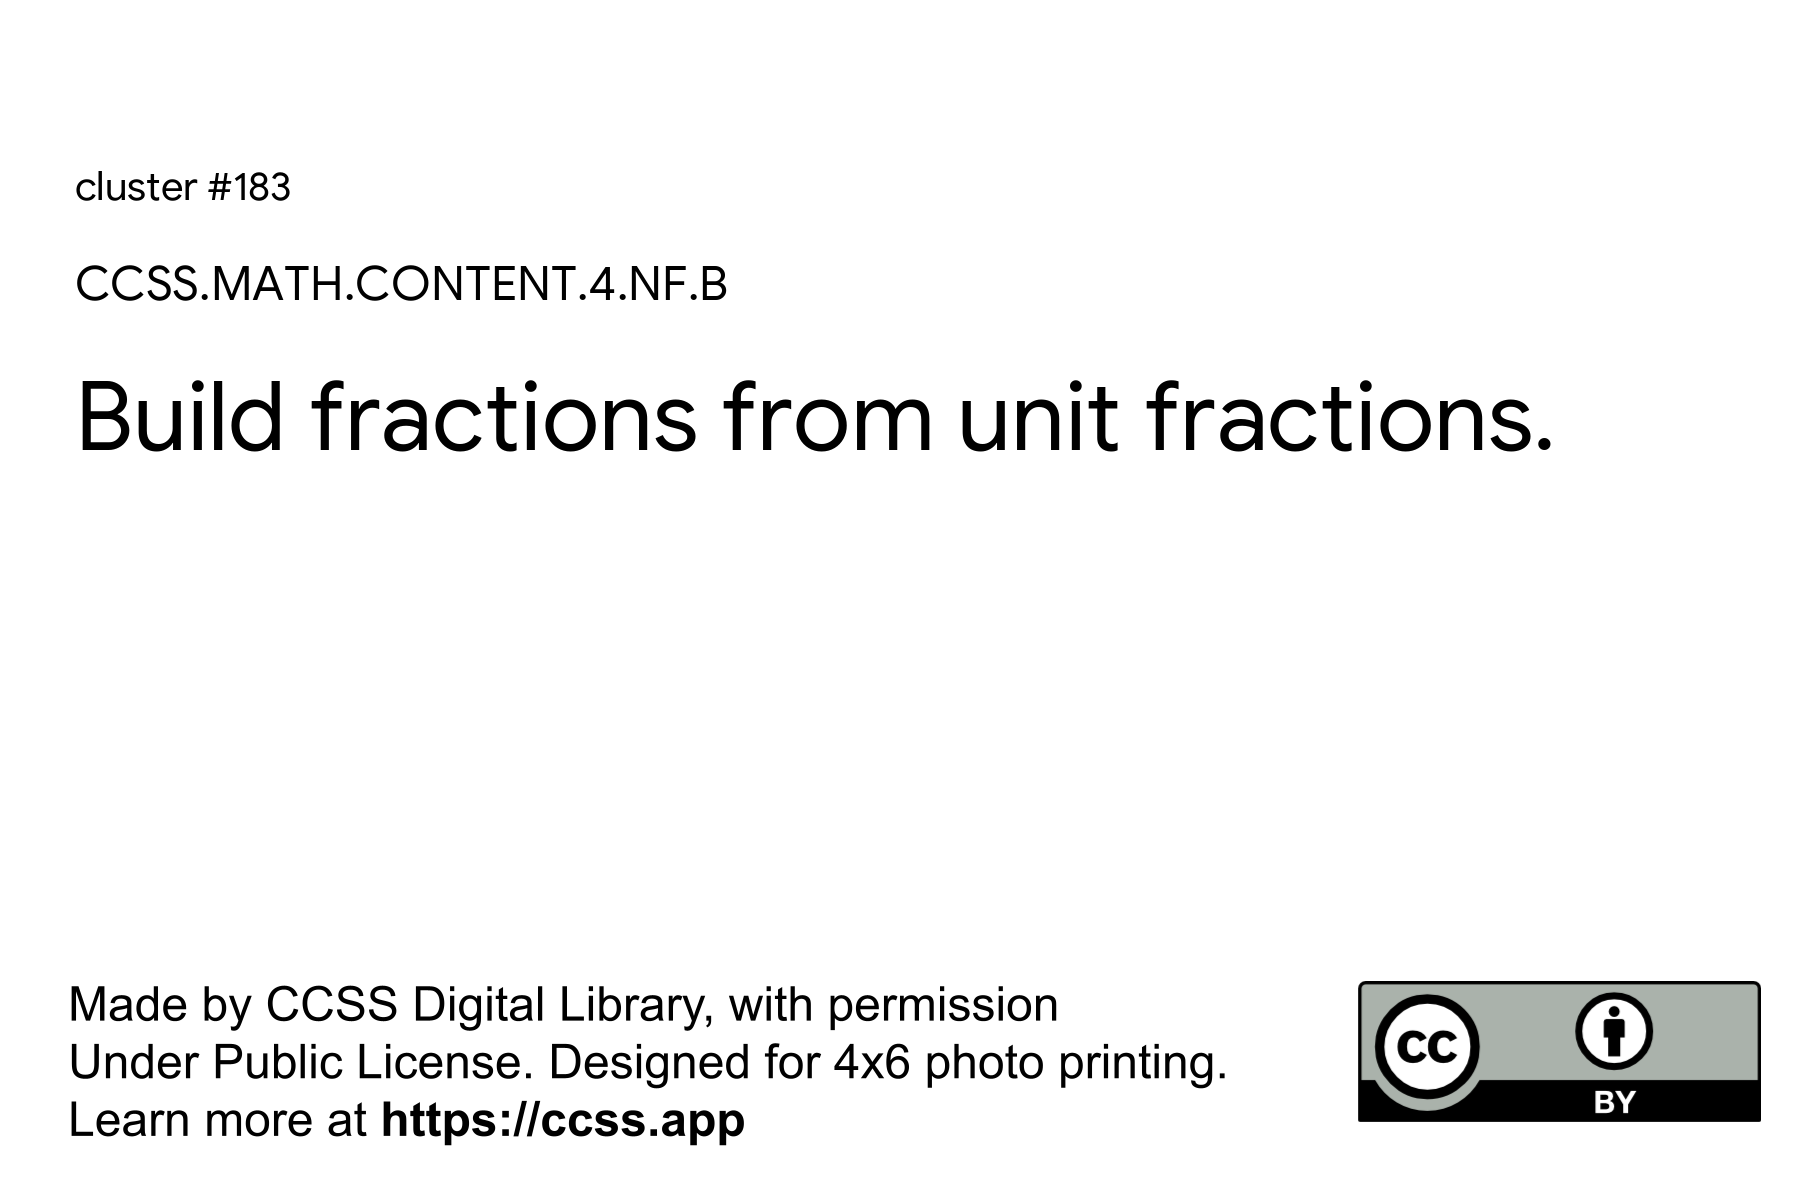 cluster #183
CCSS.MATH.CONTENT.4.NF.B
Build fractions from unit fractions.
Made by CCSS Digital Library, with permission
Under Public License. Designed for 4x6 photo printing.
Learn more at https://ccss.app
CC
BY